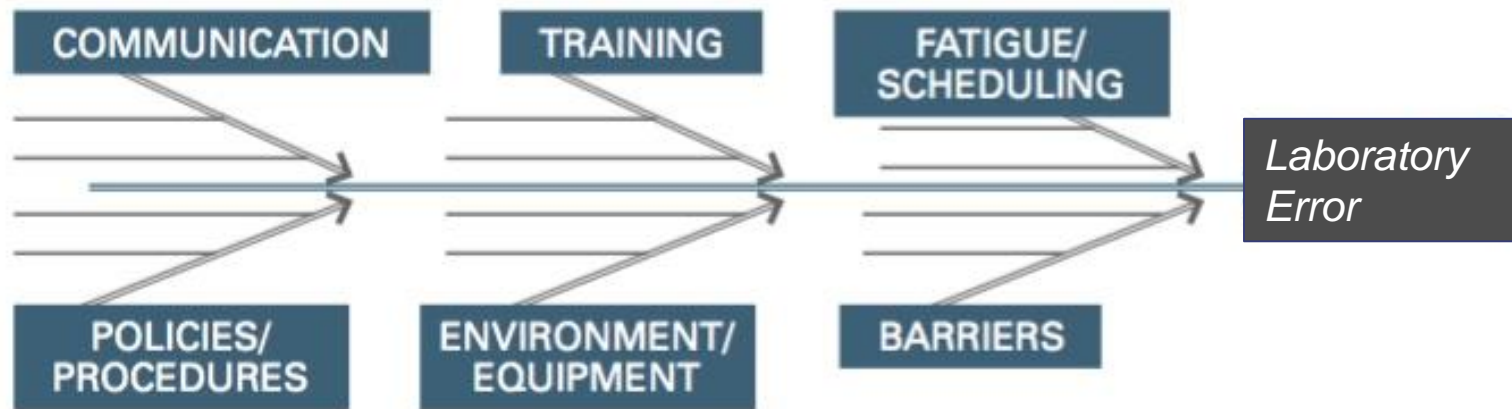 COMMUNICATION
TRAINING
FATIGUE/
SCHEDULING
Laboratory
Error
POLICIES/
PROCEDURES
ENVIRONMENT/
EQUIPMENT
BARRIERS